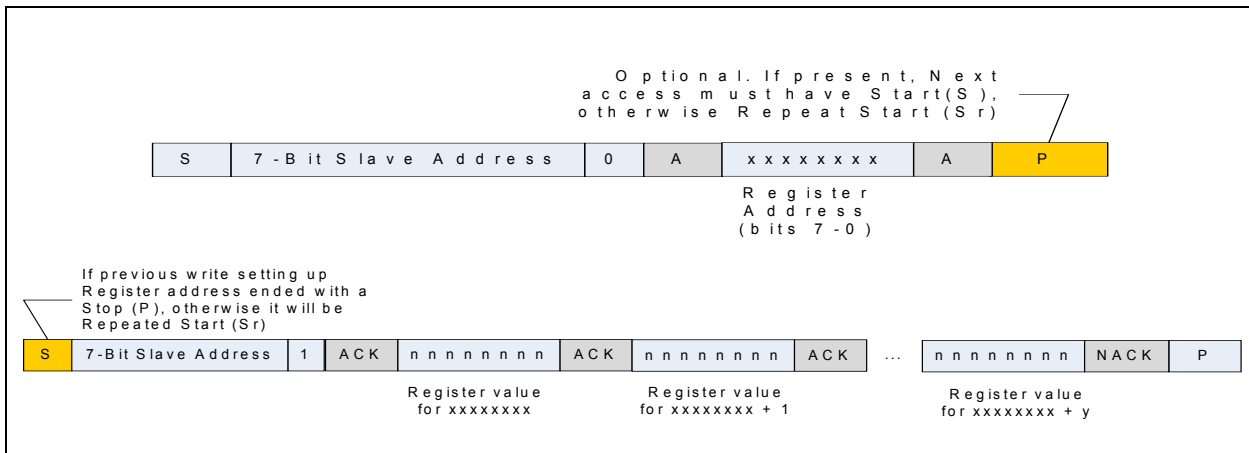 Optional. If present, Next
access must have Start(S),
otherwise Repeat Start (Sr)
S 7-Bit Slave Address 0 A xxxxxxxx A P
Register
Address
(bits 7-0)
If previous write setting up
Register address ended with a
Stop (P), otherwise it will be
Repeated Start (Sr)
S 7-Bit Slave Address 1 ACK nnnnnnnn ACK nnnnnnnn ACK ... nnnnnnnn NACK P
Register value
for xxxxxxxx
Register value
for xxxxxxxx + 1
Register value
for xxxxxxxx + y